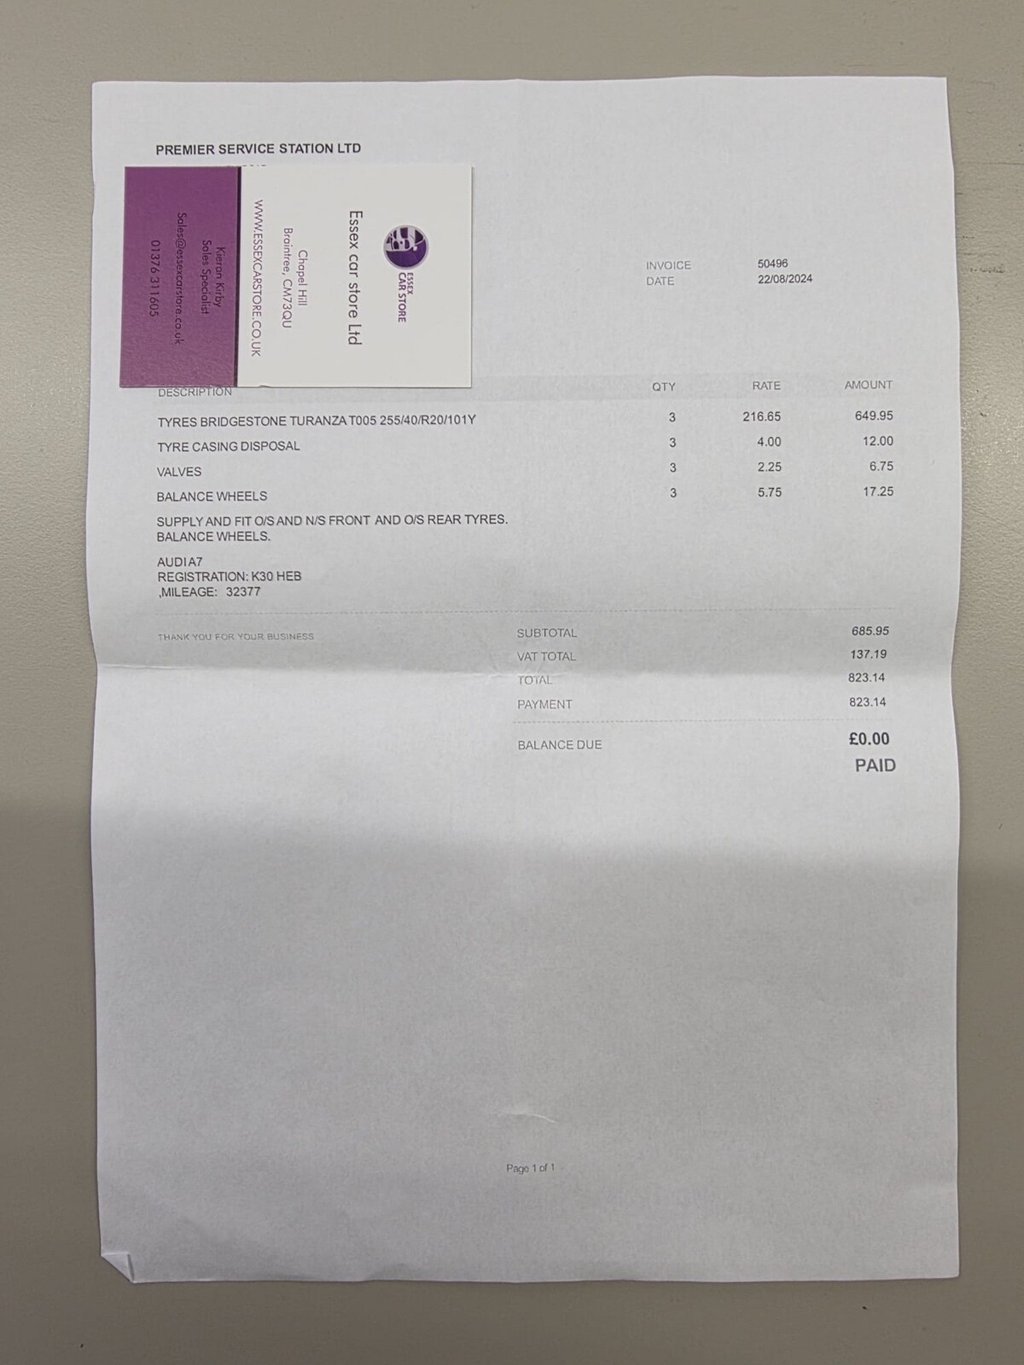 PREMIER SERVICE STATION LTD
ESSEX
CAR STORE
Essex car store Ltd
Chapel Hill
Braintree, CM73QU
WWW.ESSEXCARSTORE.CO.UK
Kieran Kirby
Sales Specialist
Sales@essexcarstore.co.uk
01376 311605
INVOICE 50496
DATE 22/08/2024
DESCRIPTION QTY RATE AMOUNT
TYRES BRIDGESTONE TURANZA T005 255/40/R20/101Y 3 216.65 649.95
TYRE CASING DISPOSAL 3 4.00 12.00
VALVES 3 2.25 6.75
BALANCE WHEELS 3 5.75 17.25
SUPPLY AND FIT O/S AND N/S FRONT AND O/S REAR TYRES.
BALANCE WHEELS.
AUDI A7
REGISTRATION: K30 HEB
,MILEAGE: 32377
THANK YOU FOR YOUR BUSINESS
SUBTOTAL 685.95
VAT TOTAL 137.19
TOTAL 823.14
PAYMENT 823.14
BALANCE DUE £0.00
PAID
Page 1 of 1